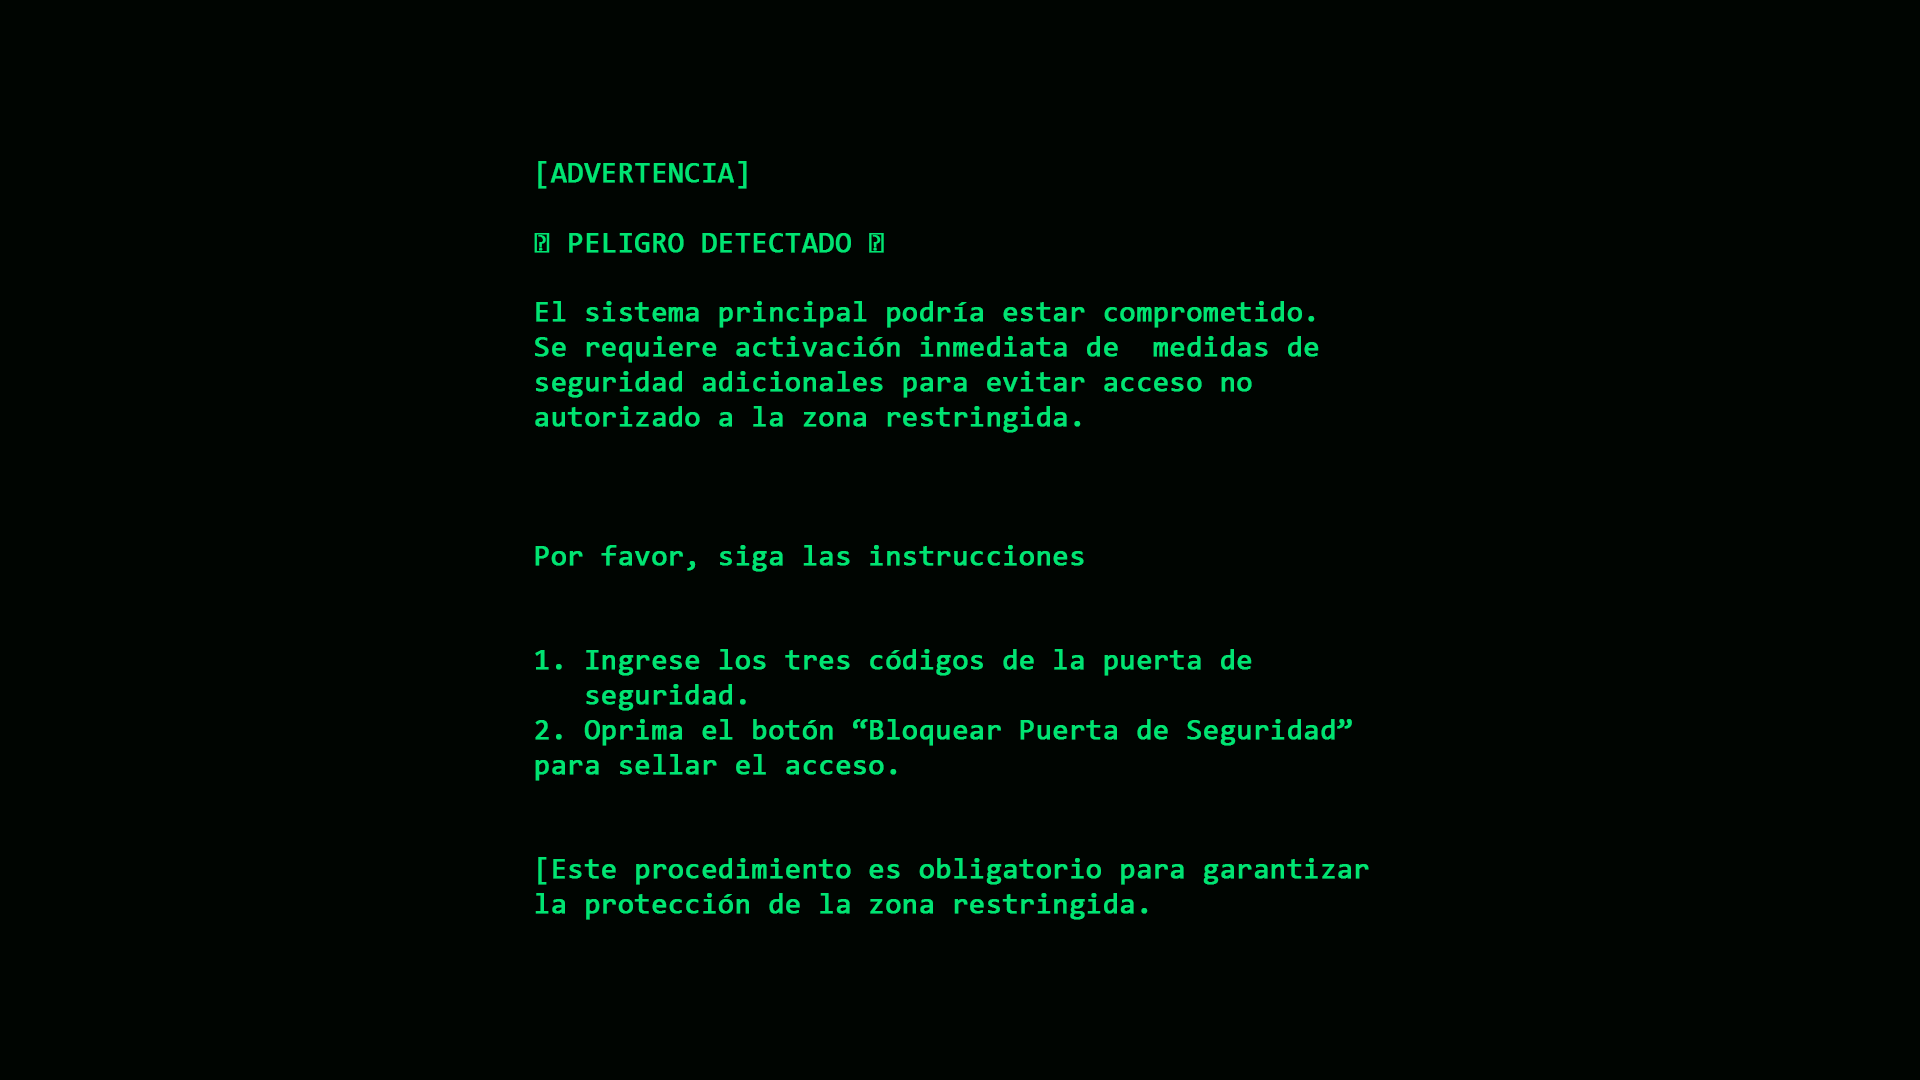 [ADVERTENCIA]
⍰ PELIGRO DETECTADO ⍰
El sistema principal podría estar comprometido.
Se requiere activación inmediata de  medidas de
seguridad adicionales para evitar acceso no
autorizado a la zona restringida.
Por favor, siga las instrucciones
1. Ingrese los tres códigos de la puerta de
seguridad.
2. Oprima el botón “Bloquear Puerta de Seguridad”
para sellar el acceso.
[Este procedimiento es obligatorio para garantizar
la protección de la zona restringida.